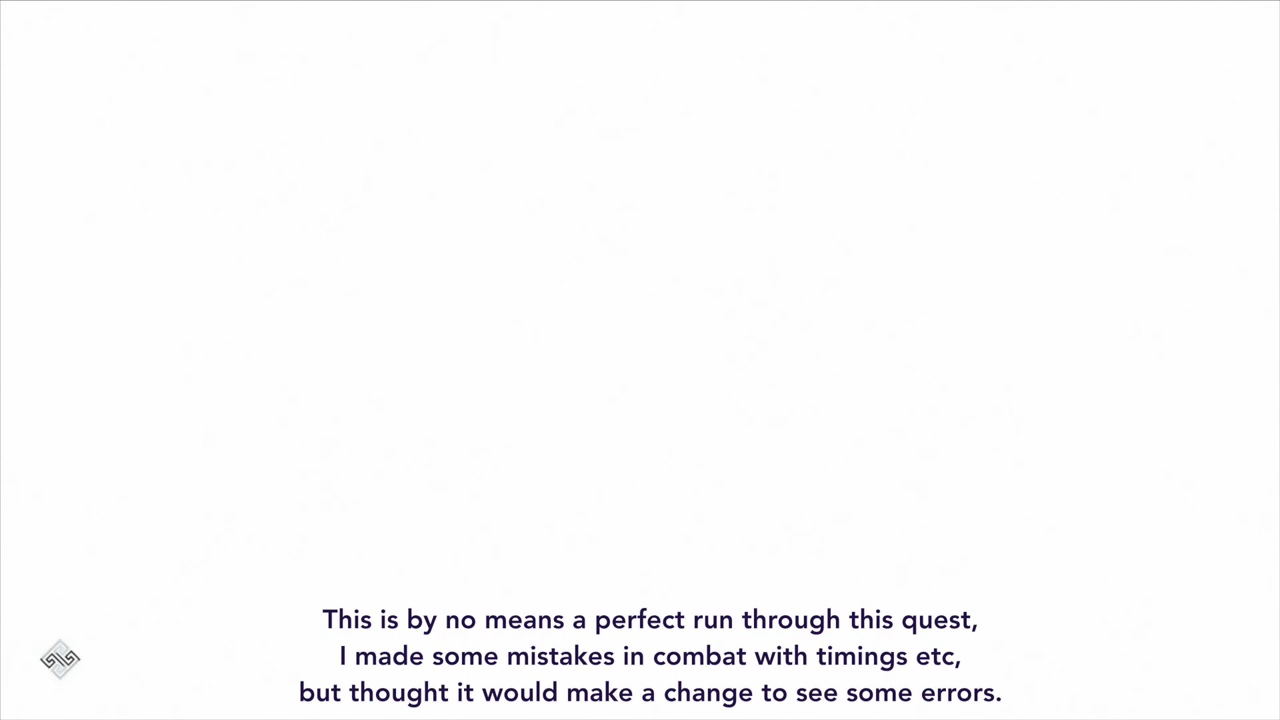 This is by no means a perfect run through this quest,
I made some mistakes in combat with timings etc,
but thought it would make a change to see some errors.